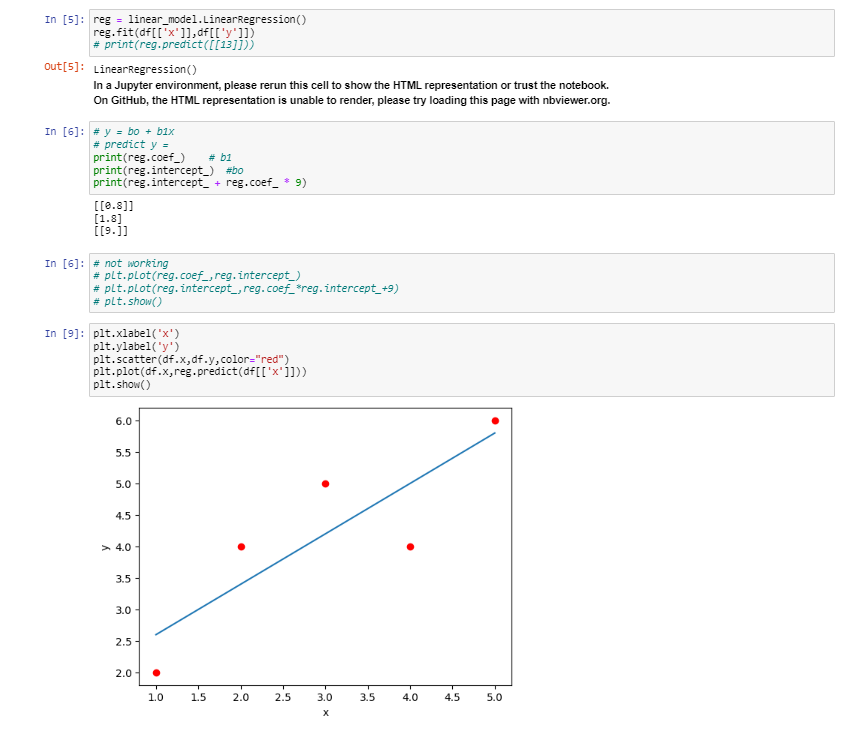 In [5]: reg = linear_model.LinearRegression()
reg.fit(df[['x']],df[['y']])
# print(reg.predict([[13]]))
Out[5]: LinearRegression()
In a Jupyter environment, please rerun this cell to show the HTML representation or trust the notebook.
On GitHub, the HTML representation is unable to render, please try loading this page with nbviewer.org.
In [6]: # y = bo + b1x
# predict y =
print(reg.coef_)    # b1
print(reg.intercept_)  #bo
print(reg.intercept_ + reg.coef_ * 9)
[[0.8]]
[1.8]
[[9.]]
In [6]: # not working
# plt.plot(reg.coef_,reg.intercept_)
# plt.plot(reg.intercept_,reg.coef_*reg.intercept_+9)
# plt.show()
In [9]: plt.xlabel('x')
plt.ylabel('y')
plt.scatter(df.x,df.y,color="red")
plt.plot(df.x,reg.predict(df[['x']]))
plt.show()
6.0
5.5
5.0
4.5
y
4.0
3.5
3.0
2.5
2.0
1.0 1.5 2.0 2.5 3.0 3.5 4.0 4.5 5.0
x